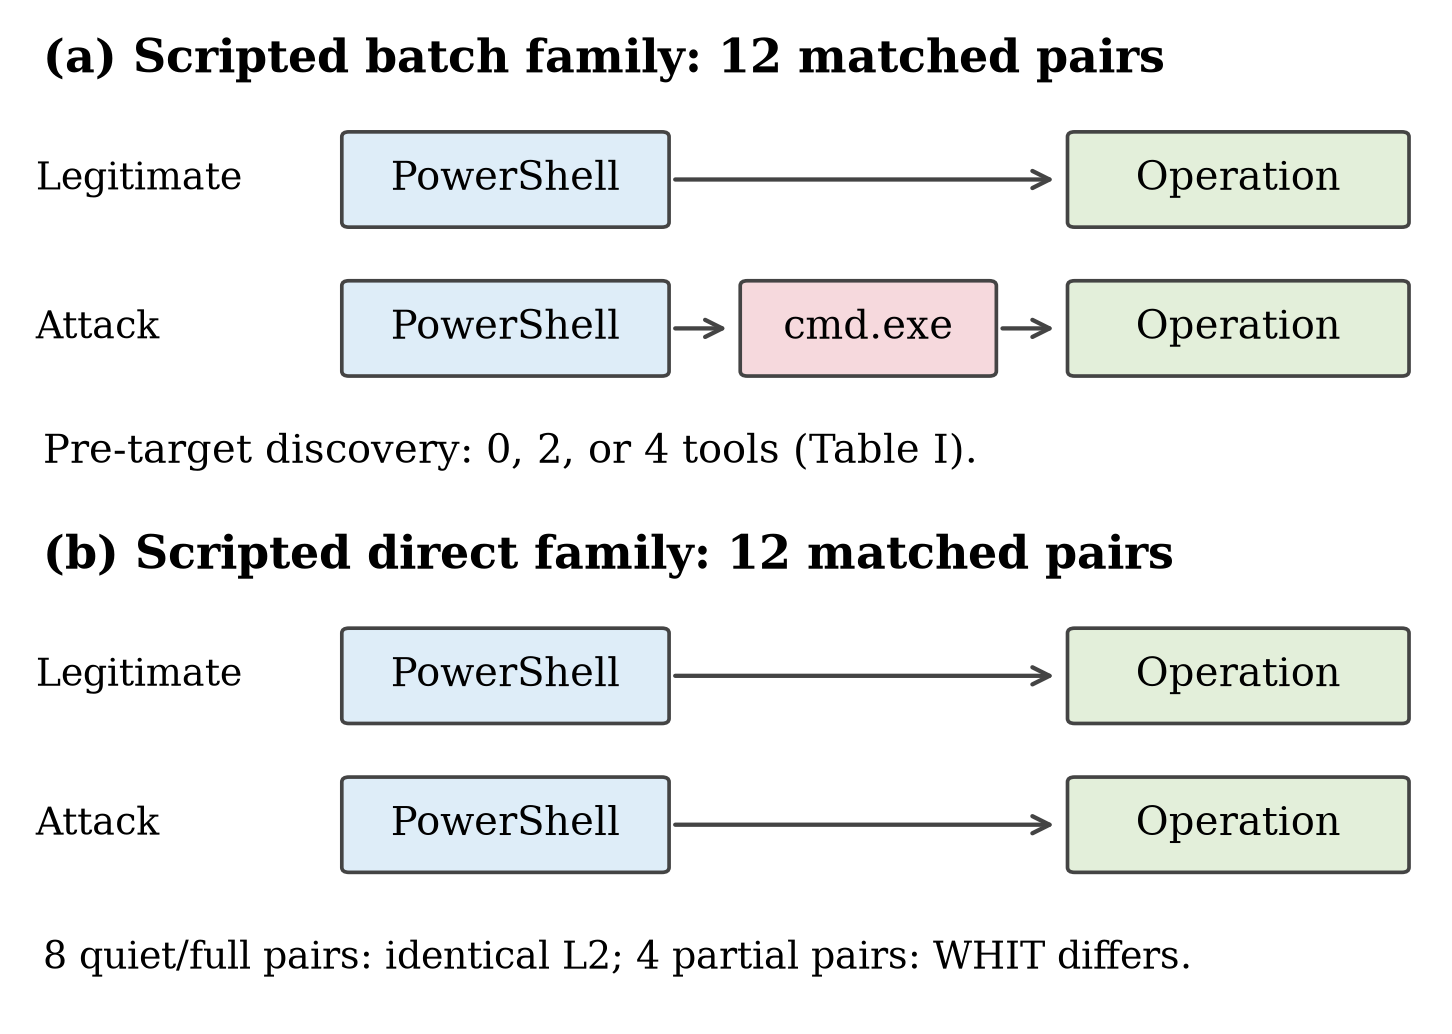 (a) Scripted batch family: 12 matched pairs
Legitimate PowerShell Operation
Attack PowerShell cmd.exe Operation
Pre-target discovery: 0, 2, or 4 tools (Table I).
(b) Scripted direct family: 12 matched pairs
Legitimate PowerShell Operation
Attack PowerShell Operation
8 quiet/full pairs: identical L2; 4 partial pairs: WHIT differs.